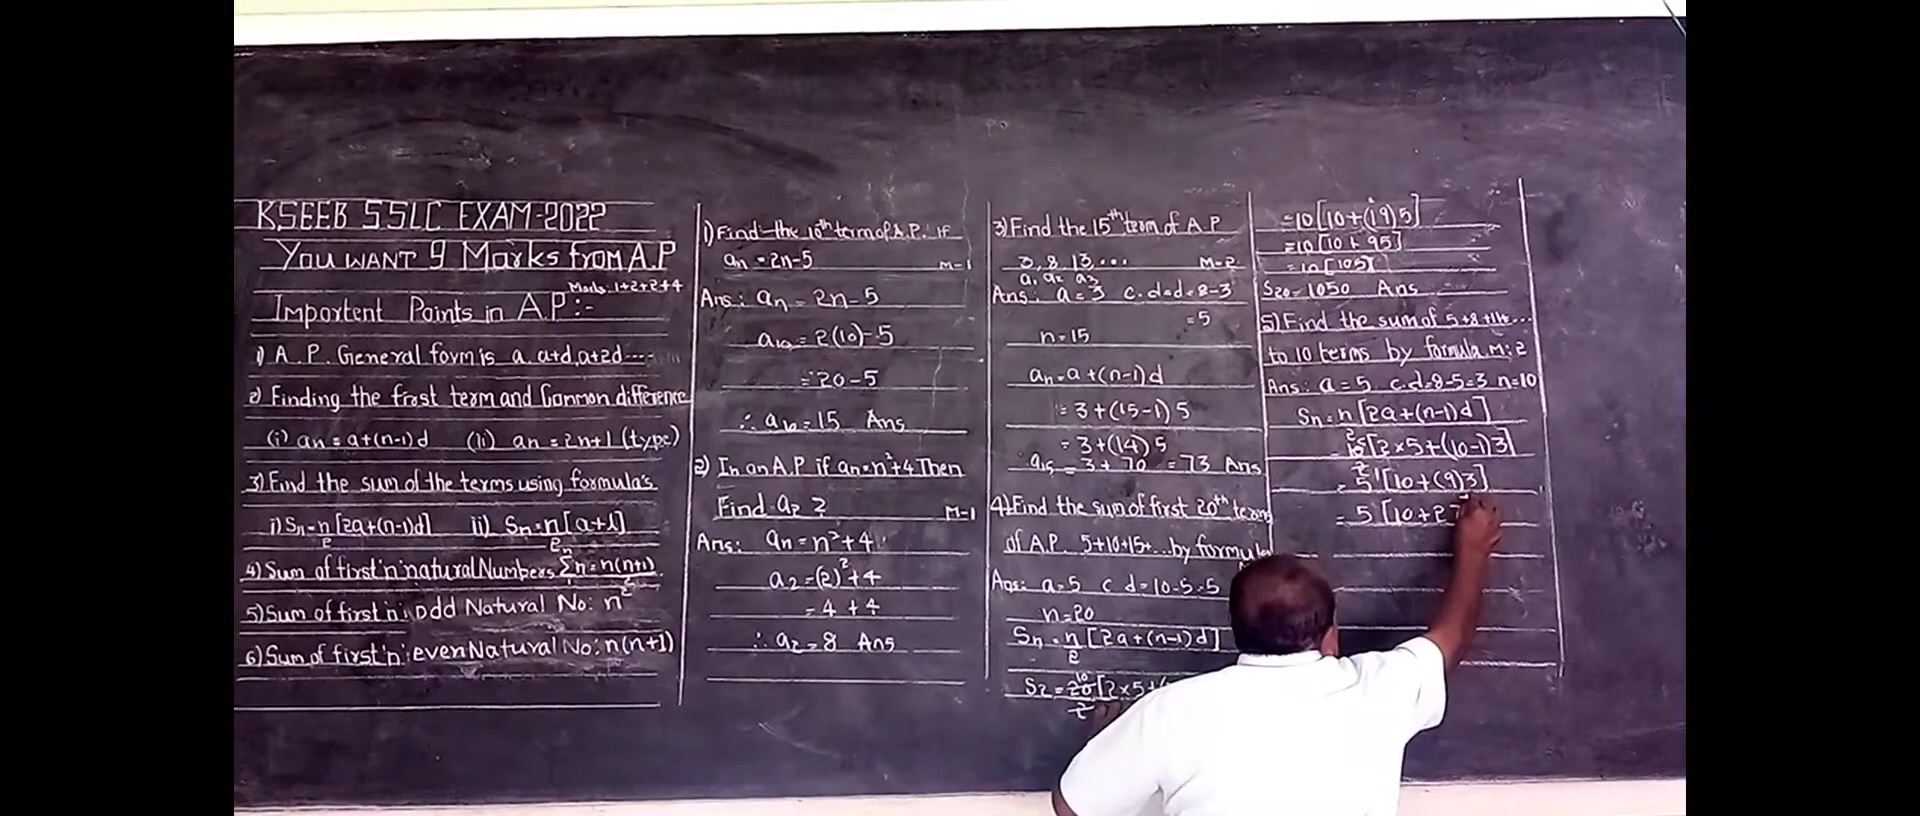 KSEEB SSLC EXAM-2022
YOU WANT 9 Marks from A.P
Marks: 1+2+2+4
Importent Points in A.P:-
1) A.P. General form is a, a+d, a+2d ----
2) Finding the first term and Common difference
(i) an = a+(n-1)d (ii) an = 2n+1 (type)
3) Find the sum of the terms using formula's
i) Sn = n/2 [2a+(n-1)d] ii) Sn = n/2 [a+l]
4) Sum of first 'n' natural Numbers Σn = n(n+1)/2
5) Sum of first 'n' odd Natural No: n²
6) Sum of first 'n' even Natural No: n(n+1)
1) Find the 10th term of A.P. if
an = 2n-5 M-1
Ans: an = 2n-5
a10 = 2(10)-5
= 20-5
∴ a10 = 15 Ans
2) In an A.P if an = n²+4 Then
Find a2 ? M-1
Ans: an = n²+4
a2 = (2)²+4
= 4+4
∴ a2 = 8 Ans
3) Find the 15th term of A.P
3, 8, 13, ... M-2
a1 a2 a3
Ans: a = 3 c.d = d = 8-3
= 5
n = 15
an = a+(n-1)d
= 3+(15-1)5
= 3+(14)5
a15 = 3+70 = 73 Ans
4) Find the sum of first 20th terms
of A.P. 5+10+15+... by formula
Ans: a = 5 c d = 10-5=5
n = 20
Sn = n/2 [2a+(n-1)d]
S2 = 20/2 [2×5+
= 10[10+(19)5]
= 10[10+95]
= 10[105]
S20 = 1050 Ans
5) Find the sum of 5+8+11+...
to 10 terms by formula M:2
Ans: a = 5 c.d=8-5=3 n=10
Sn = n/2 [2a+(n-1)d]
= 10/2 [2×5+(10-1)3]
= 5 [10+(9)3]
= 5 [10+27